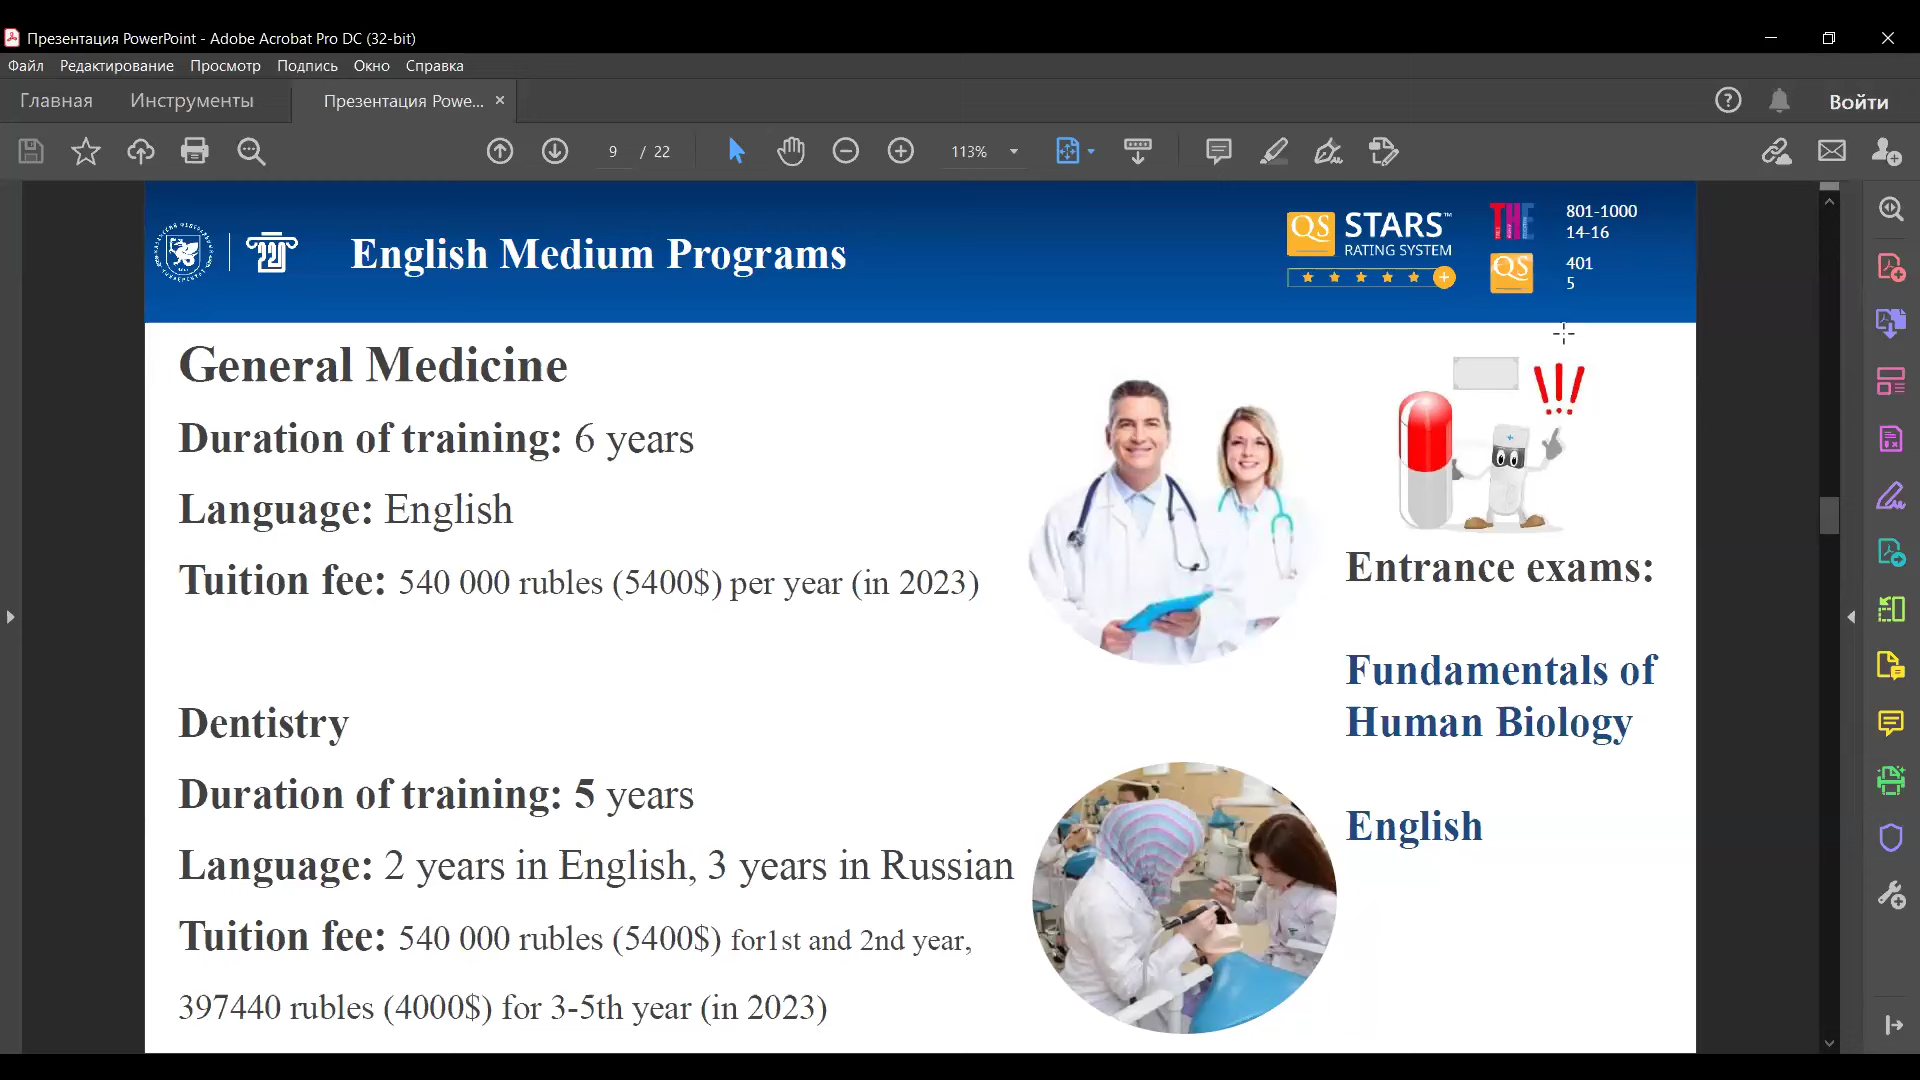 Презентация PowerPoint - Adobe Acrobat Pro DC (32-bit)
Файл Редактирование Просмотр Подпись Окно Справка
Главная Инструменты Презентация Powe... Войти
9 / 22 113%
English Medium Programs
QS STARS™
RATING SYSTEM
THE
801-1000
14-16
QS
401
5
General Medicine
Duration of training: 6 years
Language: English
Tuition fee: 540 000 rubles (5400$) per year (in 2023)
Dentistry
Duration of training: 5 years
Language: 2 years in English, 3 years in Russian
Tuition fee: 540 000 rubles (5400$) for1st and 2nd year,
397440 rubles (4000$) for 3-5th year (in 2023)
!!!
Entrance exams:
Fundamentals of
Human Biology
English